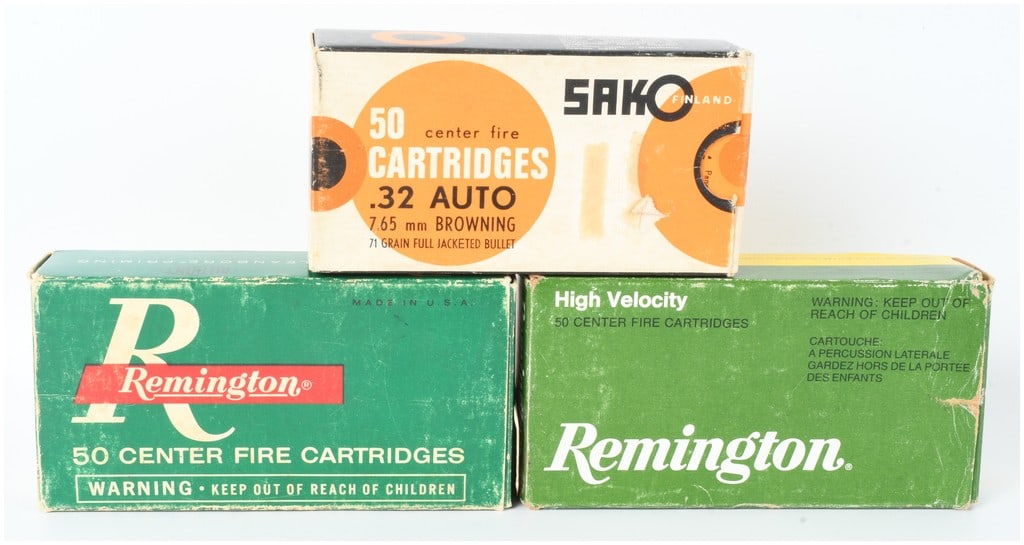 SAKO
FINLAND
50 center fire
CARTRIDGES
.32 AUTO
7.65 mm BROWNING
71 GRAIN FULL JACKETED BULLET
MADE IN U.S.A.
R
Remington®
50 CENTER FIRE CARTRIDGES
WARNING • KEEP OUT OF REACH OF CHILDREN
High Velocity
50 CENTER FIRE CARTRIDGES
WARNING: KEEP OUT OF
REACH OF CHILDREN
CARTOUCHE:
A PERCUSSION LATERALE
GARDEZ HORS DE LA PORTÉE
DES ENFANTS
Remington®